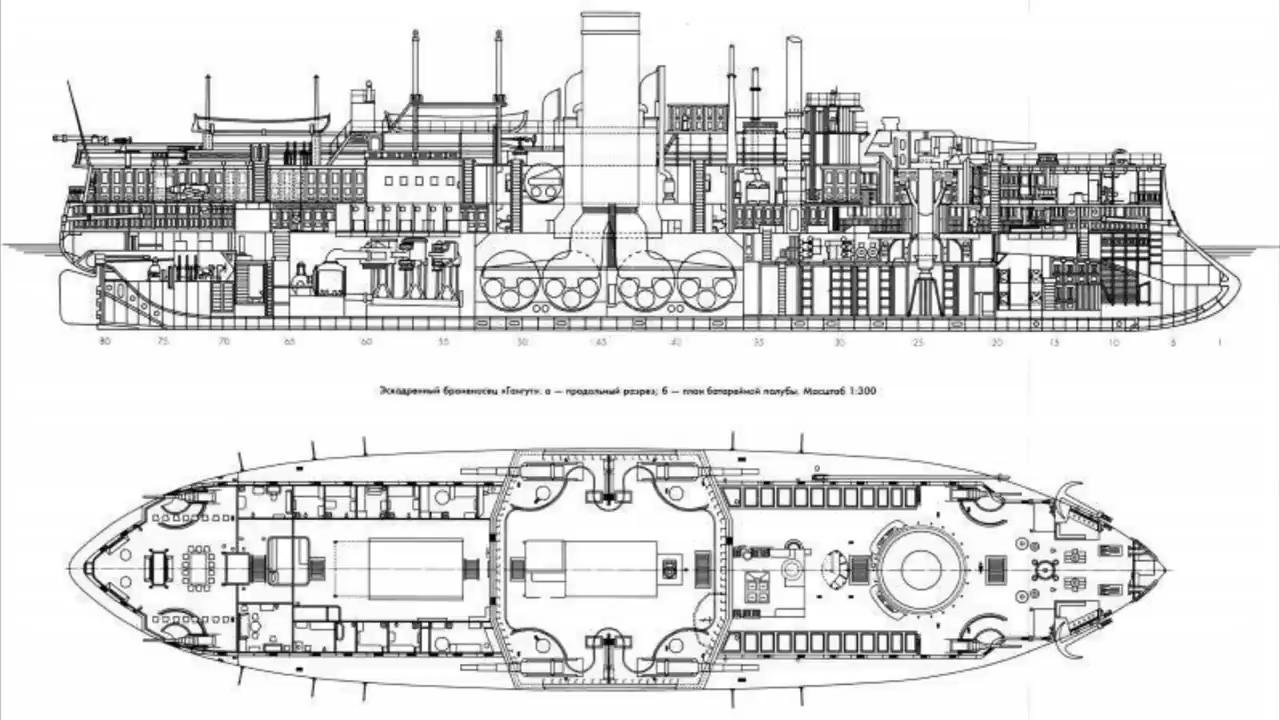 80 75 70 65 60 55 50 45 40 35 30 25 20 15 10 5 1
Эскадренный броненосец «Гангут»: а — продольный разрез; б — план батарейной палубы. Масштаб 1:300